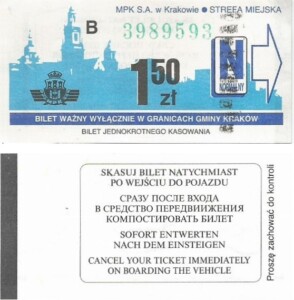 MPK S.A. w Krakowie ● STREFA MIEJSKA
B 3989593
1 50 zł
NORMALNY
BILET WAŻNY WYŁĄCZNIE W GRANICACH GMINY KRAKÓW
BILET JEDNOKROTNEGO KASOWANIA
SKASUJ BILET NATYCHMIAST
PO WEJŚCIU DO POJAZDU
СРАЗУ ПОСЛЕ ВХОДА
В СРЕДСТВО ПЕРЕДВИЖЕНИЯ
КОМПОСТИРОВАТЬ БИЛЕТ
SOFORT ENTWERTEN
NACH DEM EINSTEIGEN
CANCEL YOUR TICKET IMMEDIATELY
ON BOARDING THE VEHICLE
Proszę zachować do kontroli